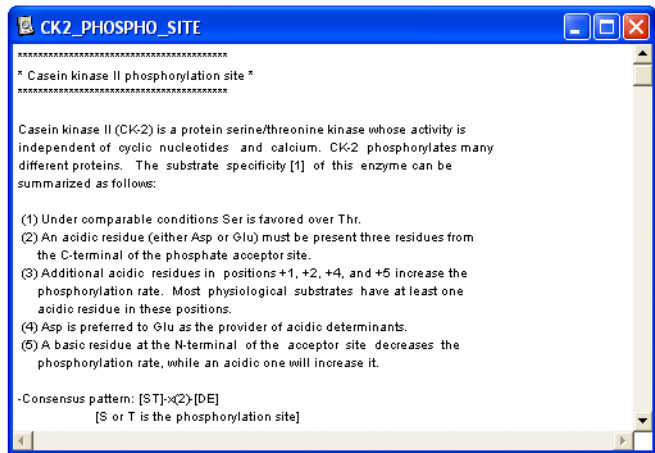 CK2_PHOSPHO_SITE
****************************************
* Casein kinase II phosphorylation site *
****************************************
Casein kinase II (CK-2) is a protein serine/threonine kinase whose activity is
independent of cyclic nucleotides and calcium. CK-2 phosphorylates many
different proteins. The substrate specificity [1] of this enzyme can be
summarized as follows:
(1) Under comparable conditions Ser is favored over Thr.
(2) An acidic residue (either Asp or Glu) must be present three residues from
the C-terminal of the phosphate acceptor site.
(3) Additional acidic residues in positions +1, +2, +4, and +5 increase the
phosphorylation rate. Most physiological substrates have at least one
acidic residue in these positions.
(4) Asp is preferred to Glu as the provider of acidic determinants.
(5) A basic residue at the N-terminal of the acceptor site decreases the
phosphorylation rate, while an acidic one will increase it.
-Consensus pattern: [ST]-x(2)-[DE]
[S or T is the phosphorylation site]